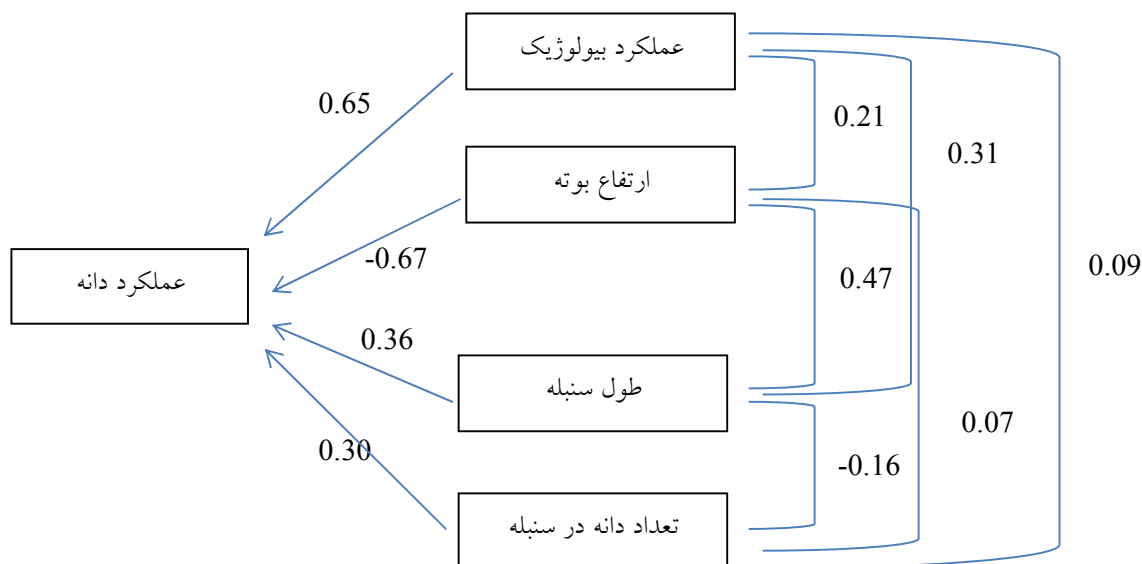 عملکرد بیولوژیک
0.65
0.21
0.31
ارتفاع بوته
-0.67
0.47
0.09
عملکرد دانه
0.36
طول سنبله
0.07
0.30
-0.16
تعداد دانه در سنبله